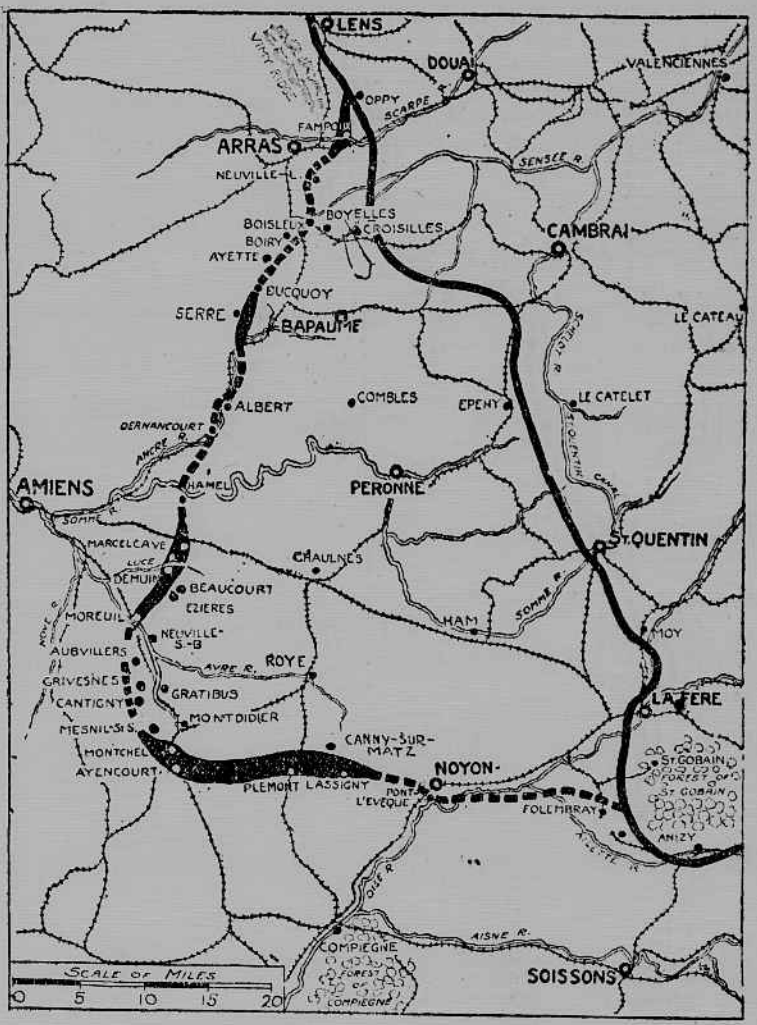 LENS
VIMY RIDGE
DOUAI
VALENCIENNES
OPPY
SCARPE R.
FAMPOUX
ARRAS
NEUVILLE-
SENSEE R.
BOYELLES
BOISLEUX
CROISILLES
CAMBRAI
BOIRY
AYETTE
BUCQUOY
SERRE
BAPAUME
LE CATEAU
SCHELDT R.
COMBLES
EPEHY
LE CATELET
ALBERT
DERNANCOURT
ANCRE R.
ST. QUENTIN
CANAL
HAMEL
PERONNE
AMIENS
SOMME R.
MARCELCAVE
ST. QUENTIN
LUCE
CHAULNES
DEMUIN
BEAUCOURT
SOMME R.
EZIERES
MOREUIL
NOYE R.
HAM
MOY
NEUVILLE-
S.-B
AUBVILLERS
AVRE R.
ROYE
GRIVESNES
GRATIBUS
CANTIGNY
LA FERE
MONTDIDIER
MESNIL-ST.G.
CANNY-SUR-
MATZ
MONTCHEL
ST. GOBAIN
FOREST OF
ST. GOBAIN
AYENCOURT
PLEMONT LASSIGNY
NOYON
PONT
L'EVEQUE
FOLEMBRAY
ANIZY
AILETTE R.
OISE R.
AISNE R.
COMPIEGNE
FOREST
OF
COMPIEGNE
SOISSONS
SCALE OF MILES
0 5 10 15 20